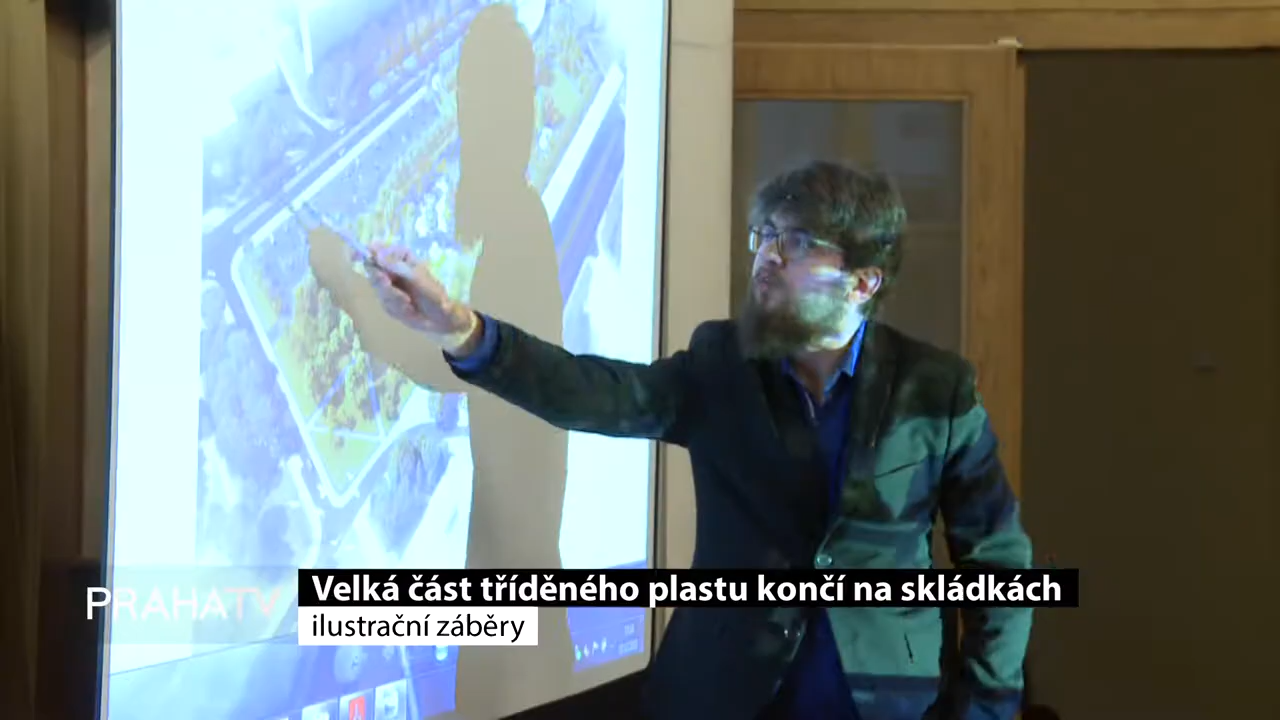 Velká část tříděného plastu končí na skládkách
PRAHATV
ilustrační záběry